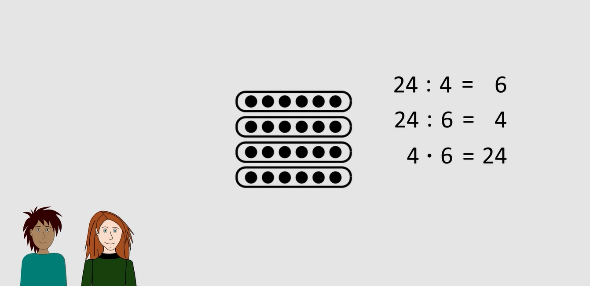 24 : 4 = 6
24 : 6 = 4
4 · 6 = 24